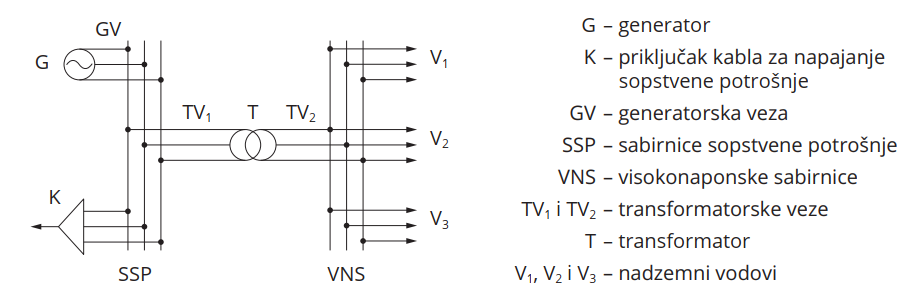 GV
G
V₁
TV₁
T
TV₂
V₂
K
V₃
SSP
VNS
G – generator
K – priključak kabla za napajanje
sopstvene potrošnje
GV – generatorska veza
SSP – sabirnice sopstvene potrošnje
VNS – visokonaponske sabirnice
TV₁ i TV₂ – transformatorske veze
T – transformator
V₁, V₂ i V₃ – nadzemni vodovi